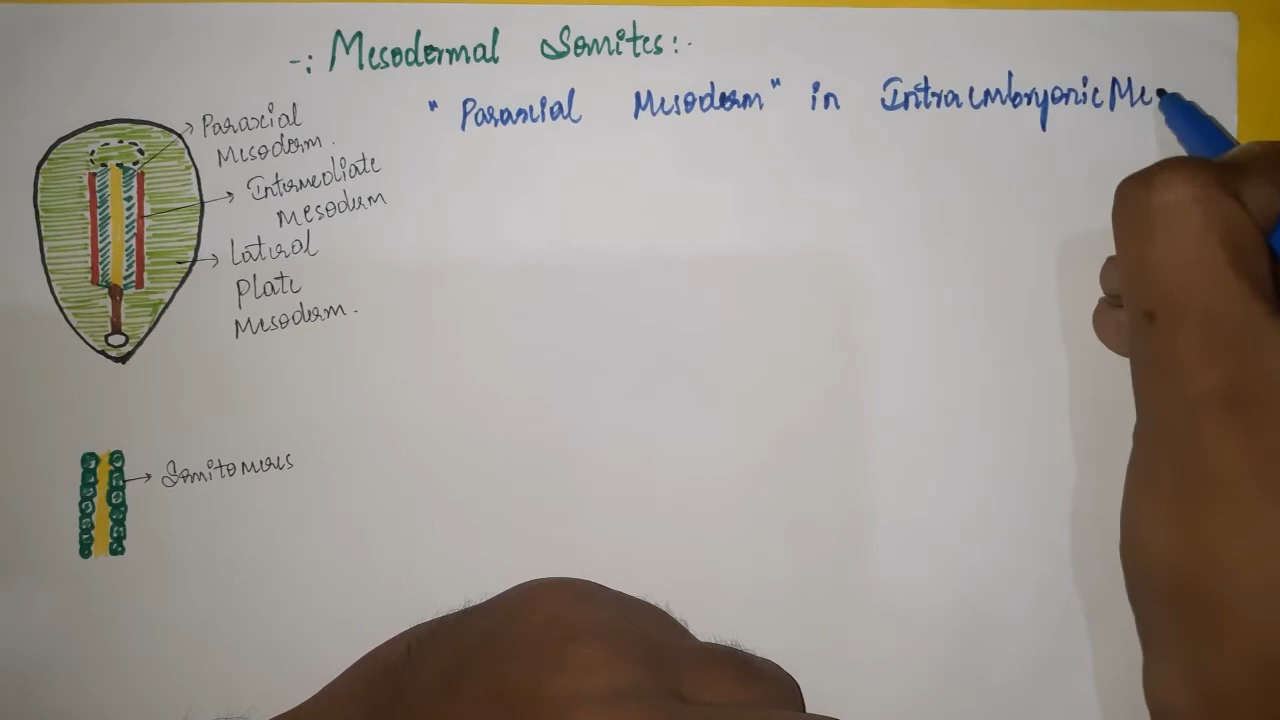 -: Mesodermal Somites:-
"Paraxial Mesoderm" in Intraembryonic Me
Paraxial
Mesoderm.
Intermediate
Mesoderm
Lateral
Plate
Mesoderm.
Somitomeres